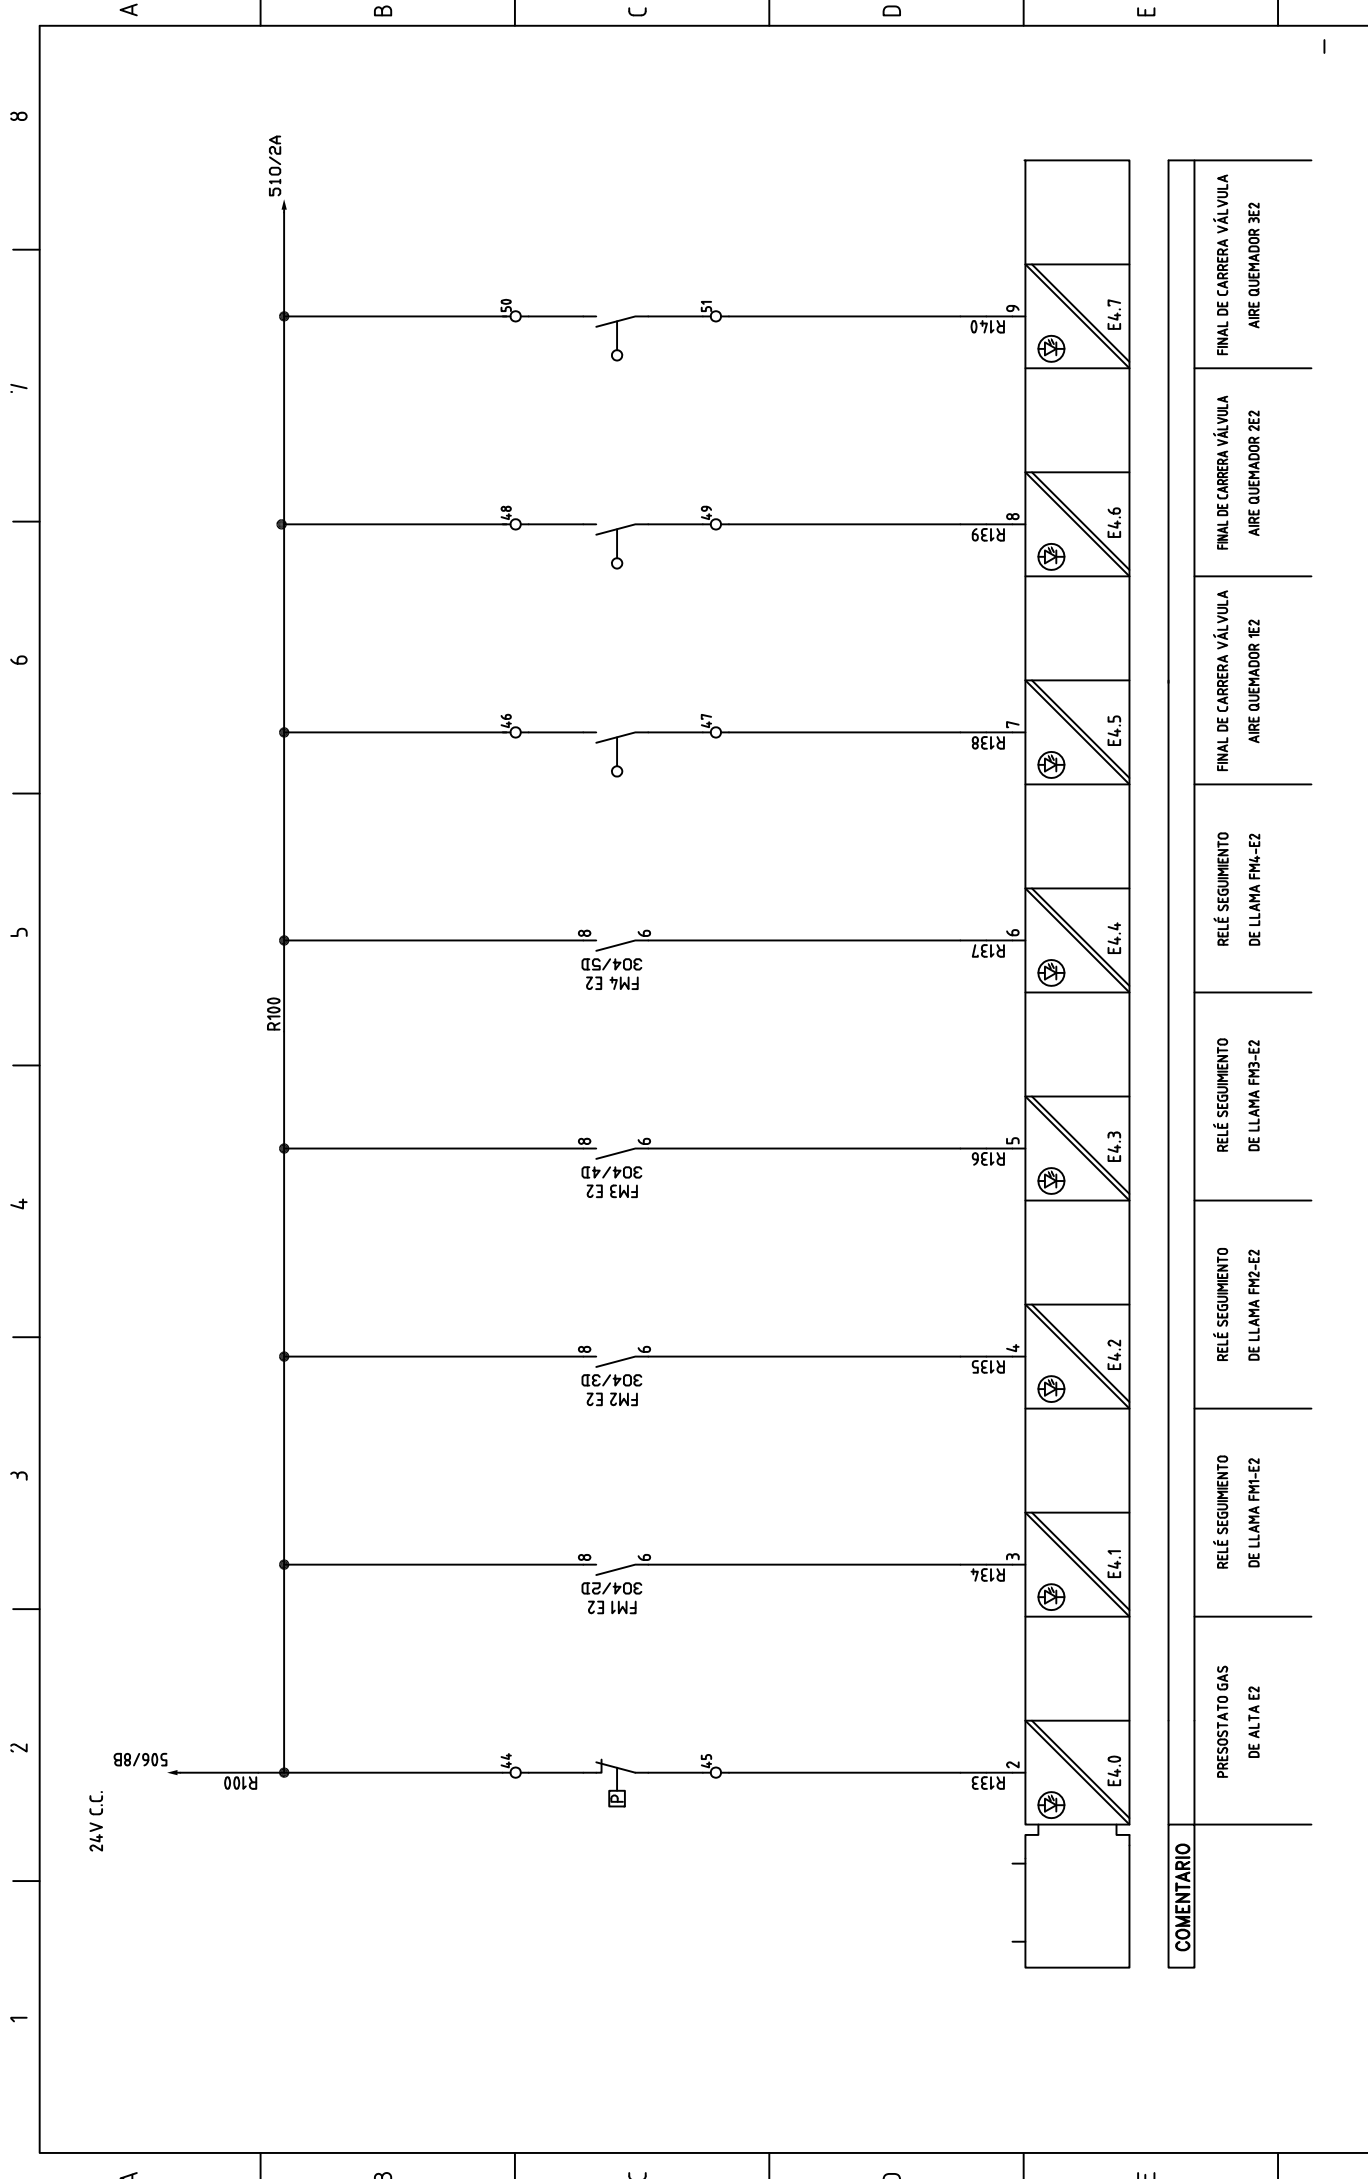 1
2
3
4
5
6
7
8
A
B
C
D
E
A
B
C
D
E
24V C.C.
506/8B
R100
R100
510/2A
44
P
45
R133
2
E4.0
8
6
304/2D
FM1 E2
R134
3
E4.1
8
6
304/3D
FM2 E2
R135
4
E4.2
8
6
304/4D
FM3 E2
R136
5
E4.3
8
6
304/5D
FM4 E2
R137
6
E4.4
46
47
R138
7
E4.5
48
49
R139
8
E4.6
50
51
R140
9
E4.7
COMENTARIO
PRESOSTATO GAS
DE ALTA E2
RELÉ SEGUIMIENTO
DE LLAMA FM1-E2
RELÉ SEGUIMIENTO
DE LLAMA FM2-E2
RELÉ SEGUIMIENTO
DE LLAMA FM3-E2
RELÉ SEGUIMIENTO
DE LLAMA FM4-E2
FINAL DE CARRERA VÁLVULA
AIRE QUEMADOR 1E2
FINAL DE CARRERA VÁLVULA
AIRE QUEMADOR 2E2
FINAL DE CARRERA VÁLVULA
AIRE QUEMADOR 3E2